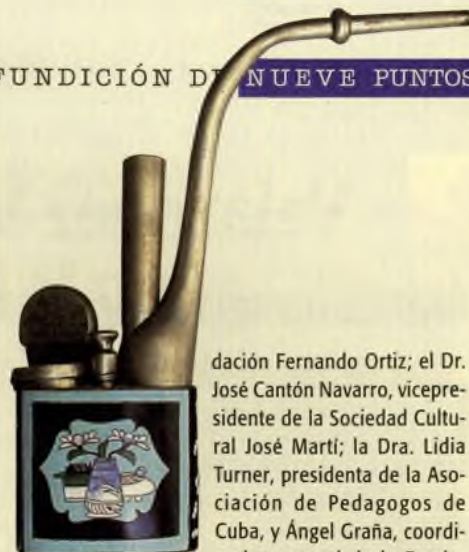 FUNDICIÓN DE NUEVE PUNTOS
dación Fernando Ortiz; el Dr.
José Cantón Navarro, vicepre-
sidente de la Sociedad Cultu-
ral José Martí; la Dra. Lidia
Turner, presidenta de la Aso-
ciación de Pedagogos de
Cuba, y Ángel Graña, coordi-